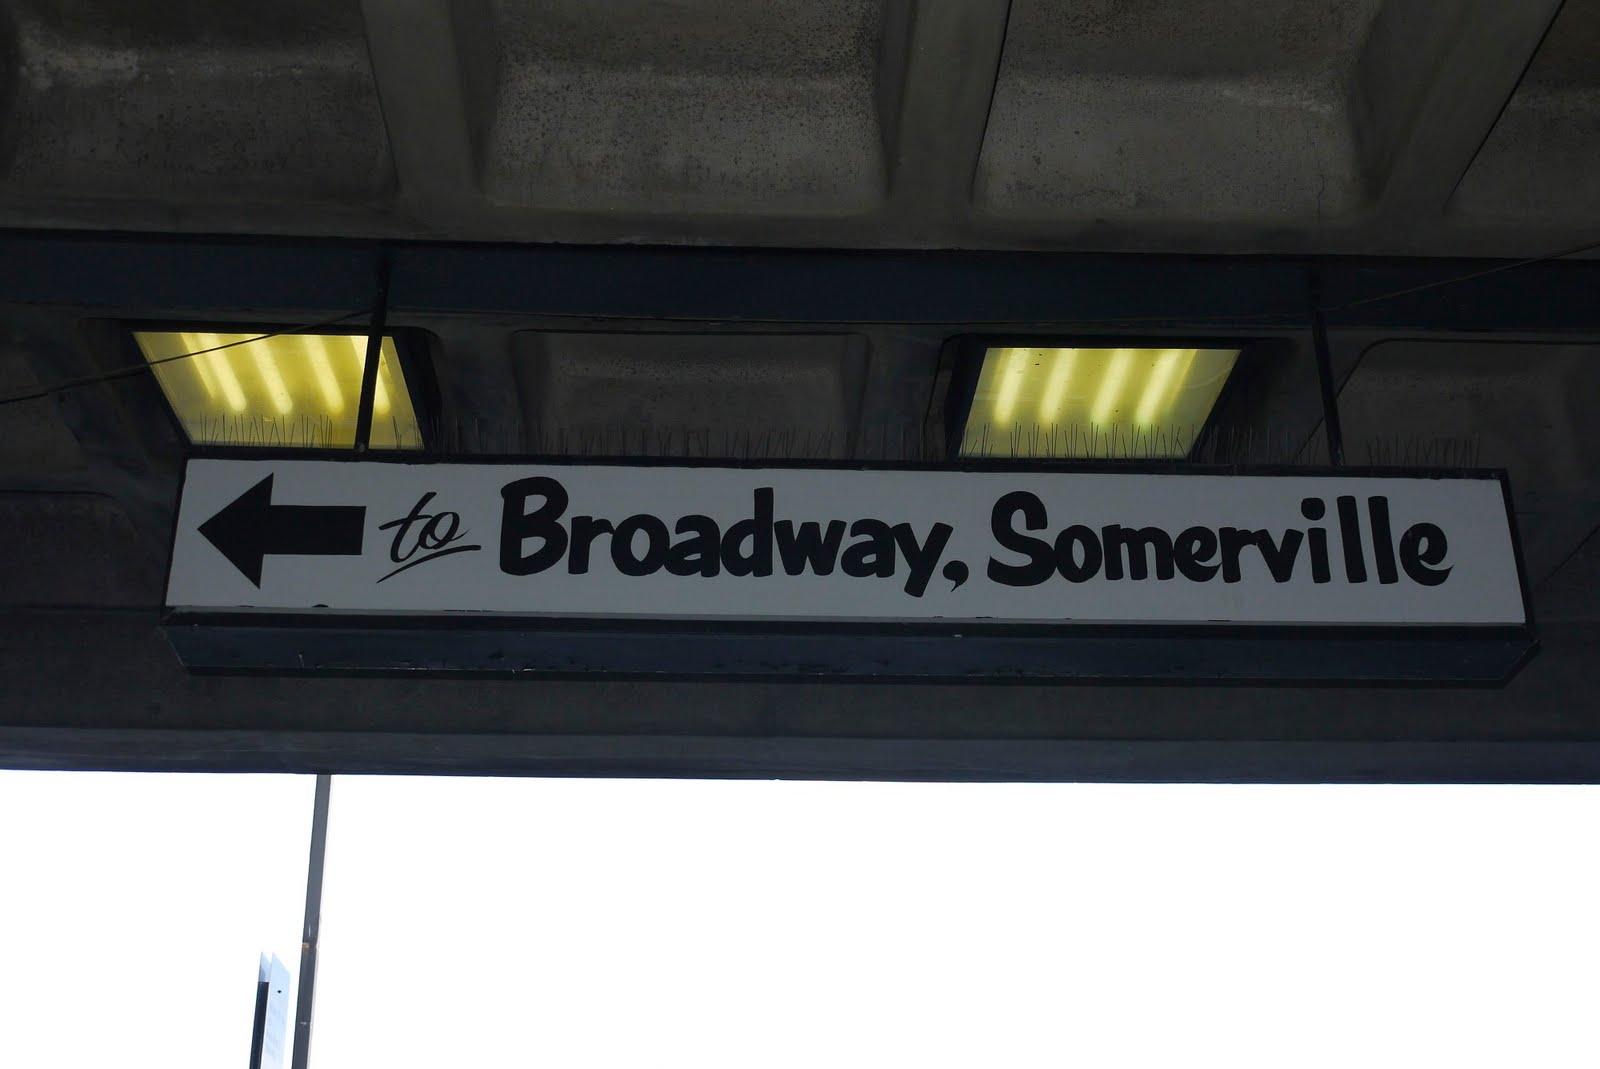 to Broadway, Somerville